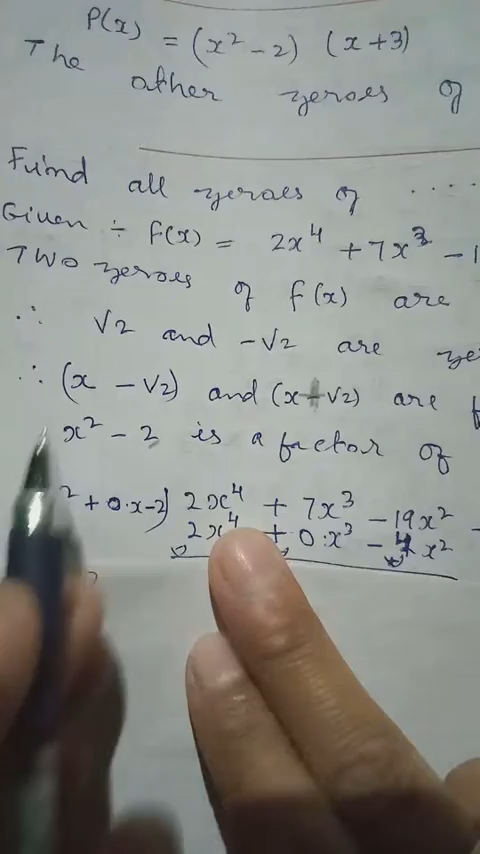 P(x) = (x² - 2) (x + 3)
The other zeroes of
Find all zeroes of ....
Given ÷ f(x) = 2x⁴ + 7x³ - 1
Two zeroes of f(x) are
∴ √2 and -√2 are
∴ (x - √2) and (x + √2) are
x² - 2 is a factor of
² + 0·x - 2) 2x⁴ + 7x³ - 19x² -
2x⁴ + 0·x³ - 4x²